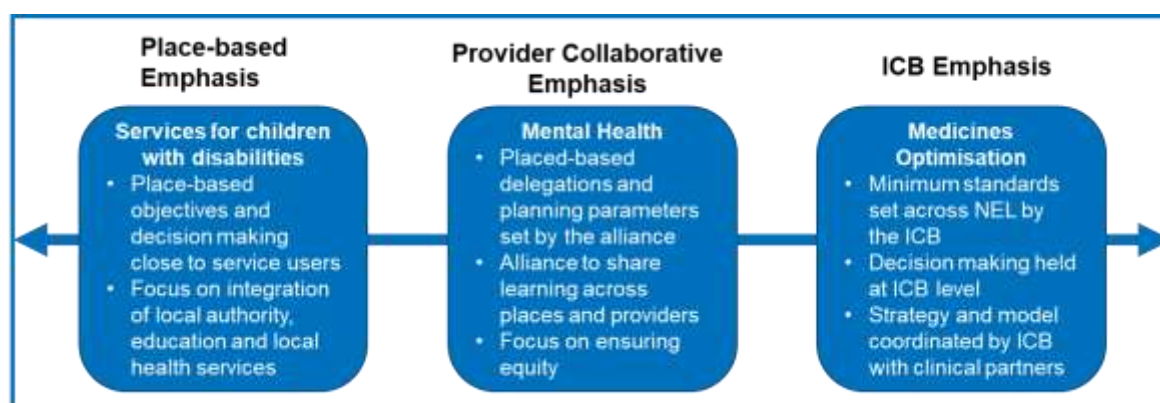 Place-based
Emphasis
Services for children
with disabilities
• Place-based
objectives and
decision making
close to service users
• Focus on integration
of local authority,
education and local
health services
Provider Collaborative
Emphasis
Mental Health
• Placed-based
delegations and
planning parameters
set by the alliance
• Alliance to share
learning across
places and providers
• Focus on ensuring
equity
ICB Emphasis
Medicines
Optimisation
• Minimum standards
set across NEL by
the ICB
• Decision making held
at ICB level
• Strategy and model
coordinated by ICB
with clinical partners